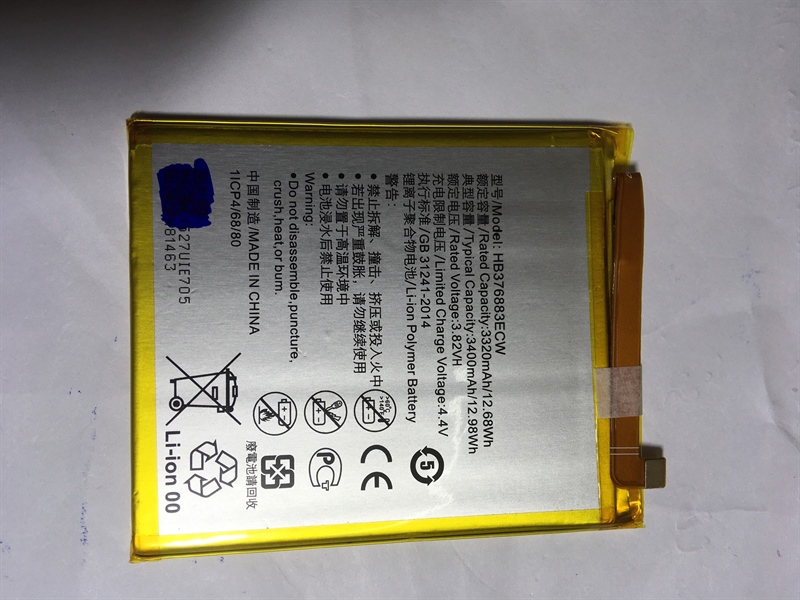 型号/Model: HB376883ECW
额定容量/Rated Capacity:3320mAh/12.68Wh
典型容量/Typical Capacity:3400mAh/12.98Wh
额定电压/Rated Voltage:3.82VH
充电限制电压/Limited Charge Voltage:4.4V
执行标准/GB 31241-2014
锂离子聚合物电池/Li-ion Polymer Battery
警告:
•禁止拆解、撞击、挤压或投入火中
•若出现严重鼓胀，请勿继续使用
•请勿置于高温环境中
•电池浸水后禁止使用
Warning:
•Do not disassemble,puncture,
crush,heat,or bum.
中国制造/MADE IN CHINA
1ICP4/68/80
527UIE705
81463
5
>60℃
>140℉
CE
PC
廢電池請回收
Li-ion 00